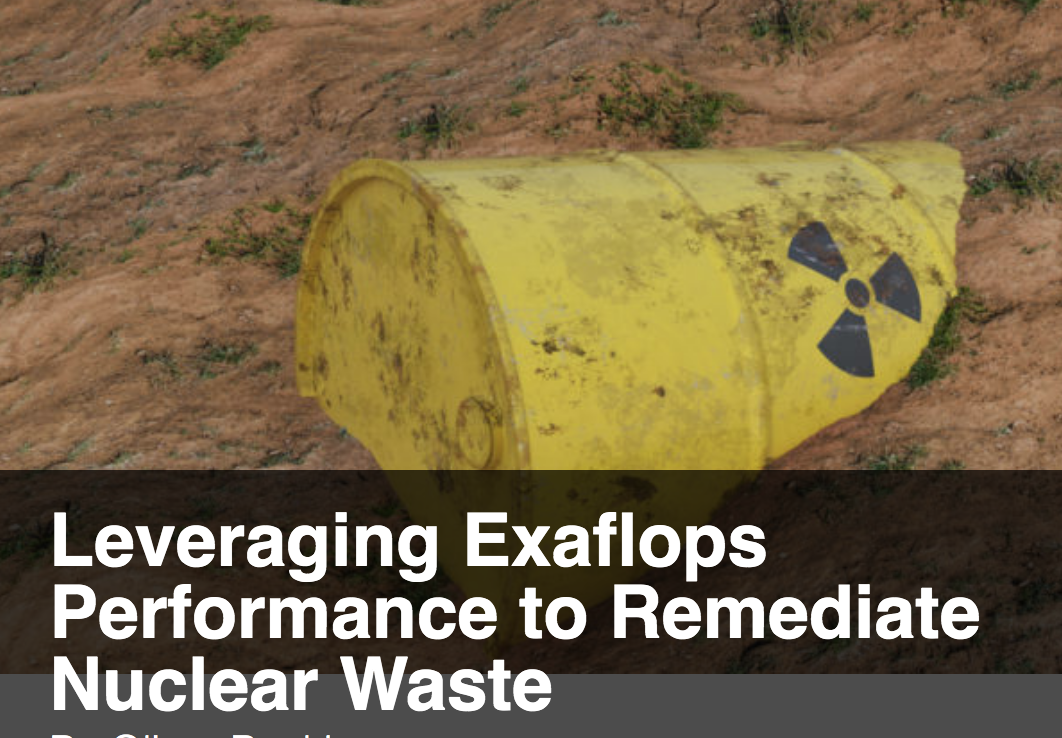 Leveraging Exaflops
Performance to Remediate
Nuclear Waste